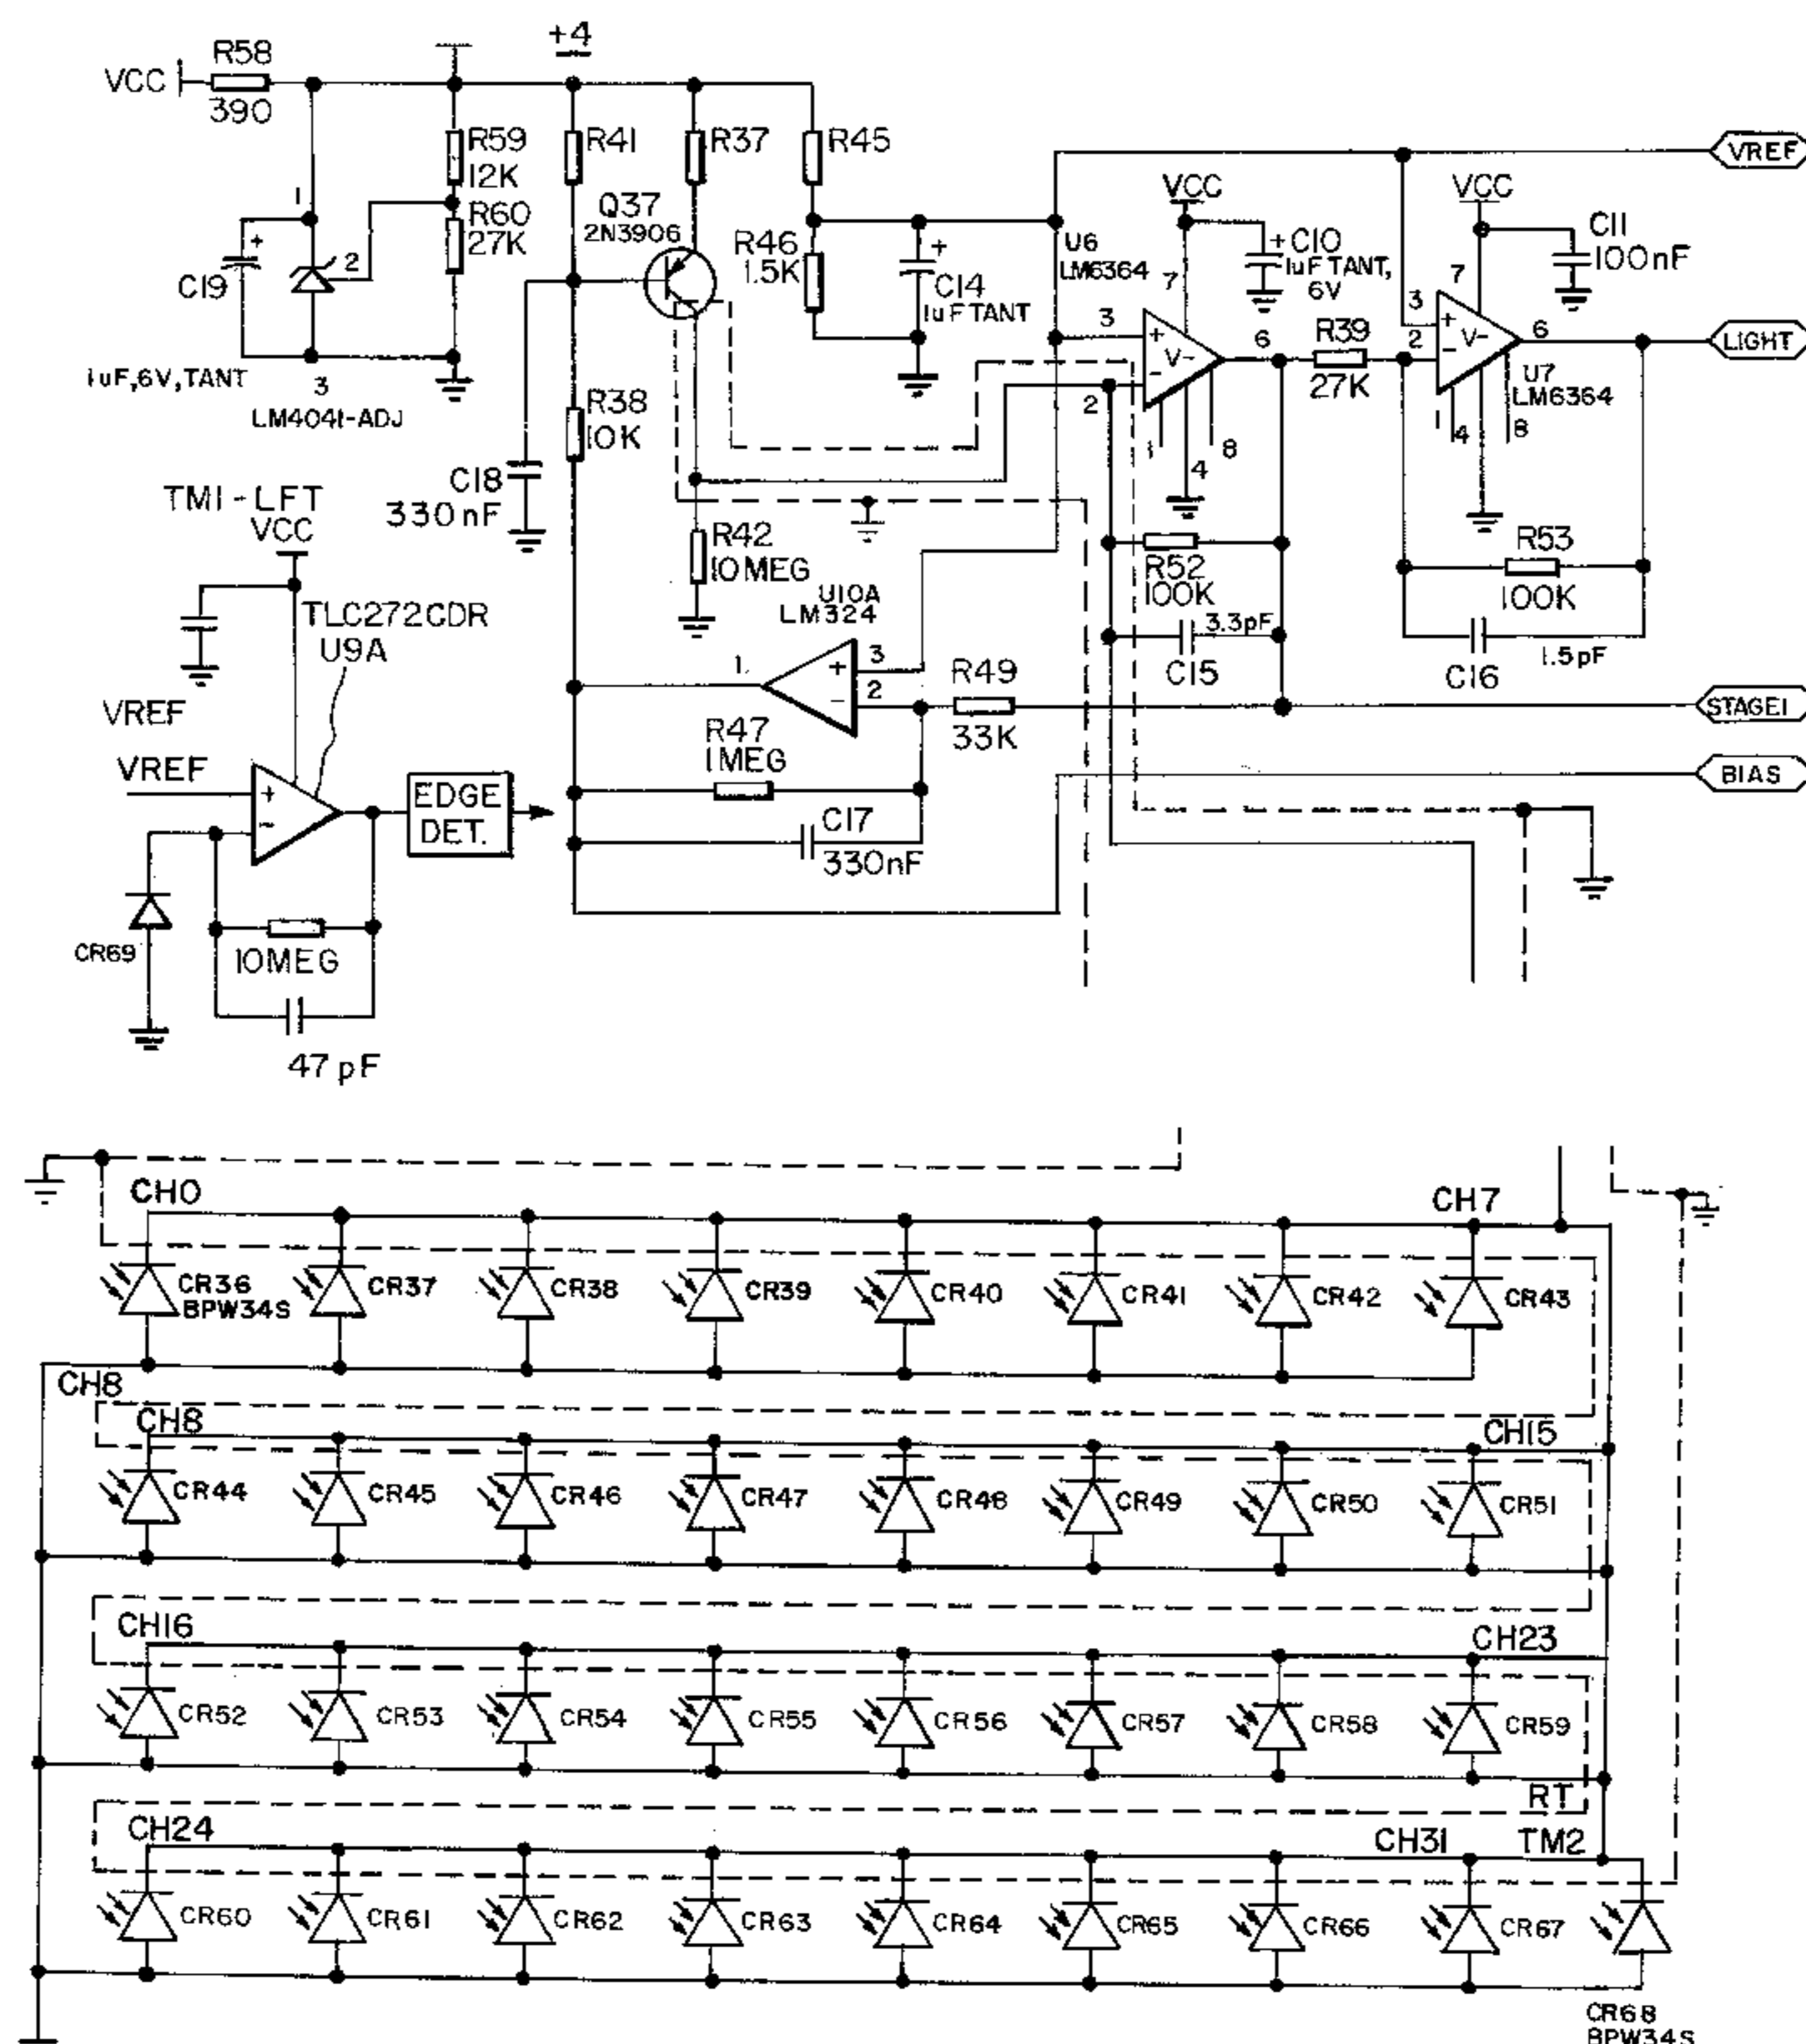 +4
VCC
R58
390
R59
12K
R60
27K
R41
R37
R45
VREF
1
2
3
+
C19
1uF,6V,TANT
LM4041-ADJ
Q37
2N3906
R46
1.5K
+
C14
1uF TANT
U6
LM6364
VCC
7
+C10
1uF TANT,
6V
VCC
7
C11
100nF
3
+
V-
2
-
6
1
4
8
R39
27K
3
+
2
-
V-
6
U7
LM6364
1
4
8
LIGHT
R38
10K
C18
330nF
R42
10MEG
R52
100K
3.3pF
C15
R53
100K
1.5pF
C16
TM1-LFT
VCC
TLC272CDR
U9A
U10A
LM324
1
+
3
2
-
R49
33K
STAGE1
R47
1MEG
BIAS
VREF
VREF
+
-
EDGE
DET.
C17
330nF
CR69
10MEG
47pF
CH0
CH7
CR36
BPW34S
CR37
CR38
CR39
CR40
CR41
CR42
CR43
CH8
CH8
CH15
CR44
CR45
CR46
CR47
CR48
CR49
CR50
CR51
CH16
CH23
CR52
CR53
CR54
CR55
CR56
CR57
CR58
CR59
RT
CH24
CH31
TM2
CR60
CR61
CR62
CR63
CR64
CR65
CR66
CR67
CR68
BPW34S